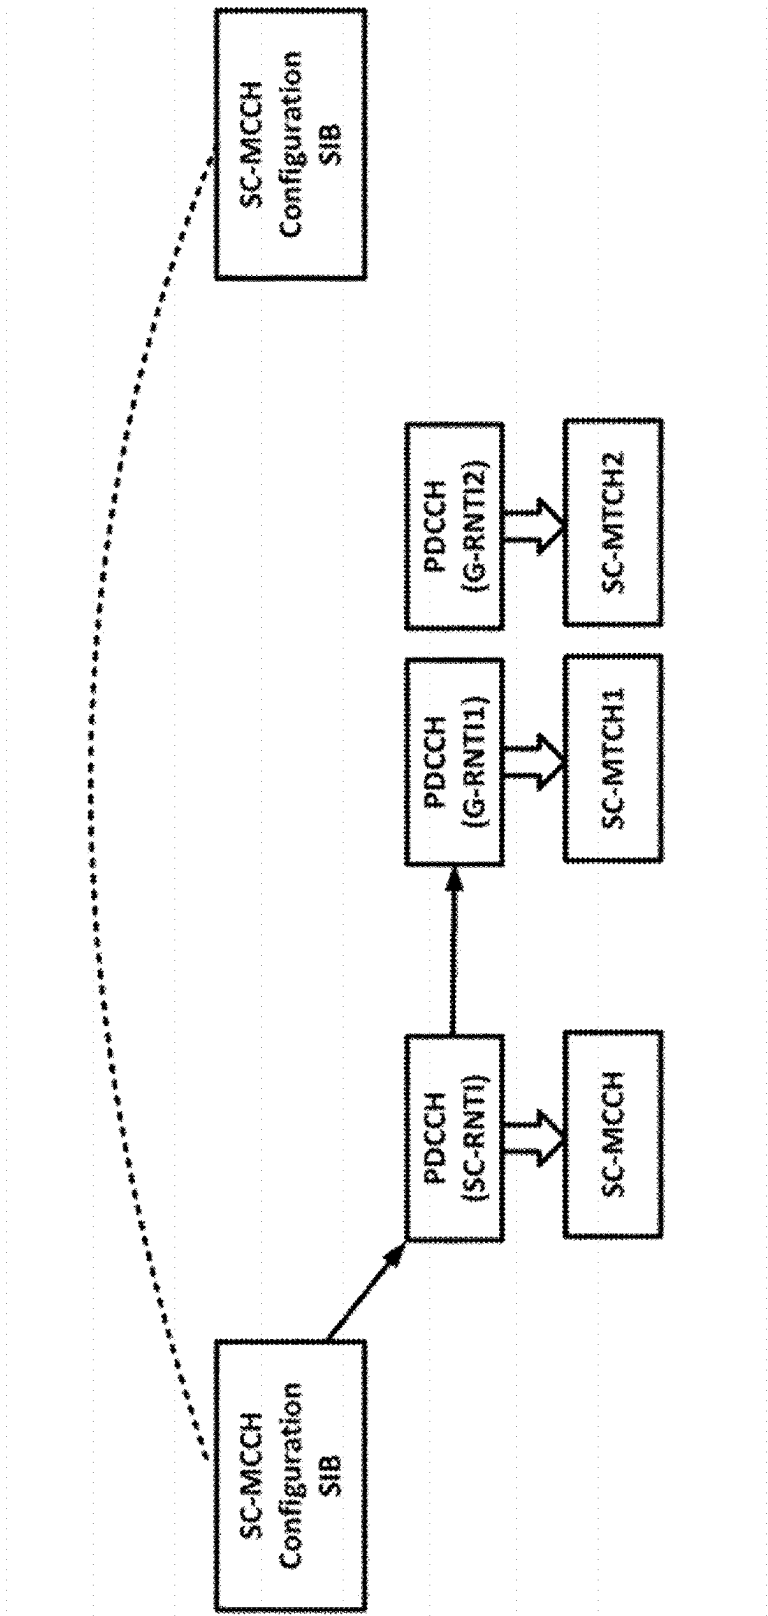 SC-MCCH
Configuration
SIB
PDCCH
(SC-RNTI)
SC-MCCH
PDCCH
(G-RNTI1)
SC-MTCH1
PDCCH
(G-RNTI2)
SC-MTCH2
SC-MCCH
Configuration
SIB